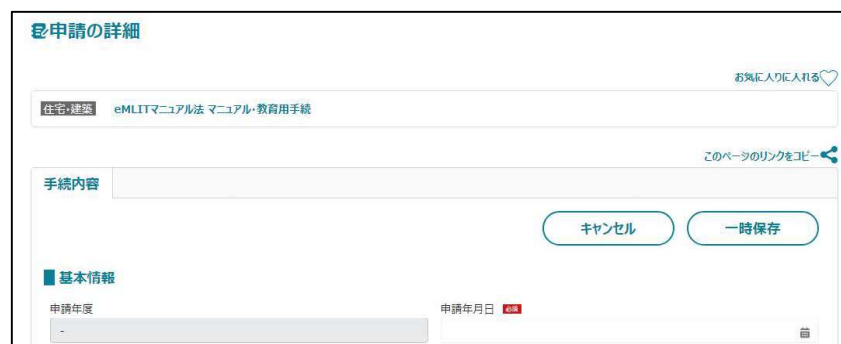 申請の詳細
お気に入りに入れる
住宅・建築 eMLITマニュアル法 マニュアル・教育用手続
このページのリンクをコピー
手続内容
キャンセル 一時保存
基本情報
申請年度 申請年月日 必須
-